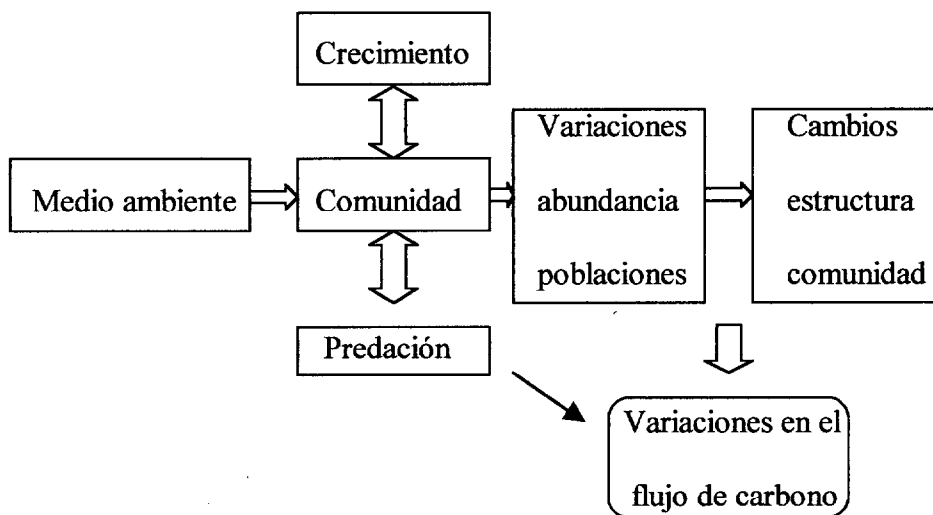 Crecimiento
Medio ambiente
Comunidad
Variaciones
abundancia
poblaciones
Cambios
estructura
comunidad
Predación
Variaciones en el
flujo de carbono